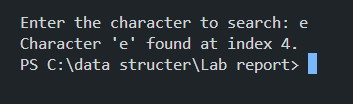 Enter the character to search: e
Character 'e' found at index 4.
PS C:\data structer\Lab report>